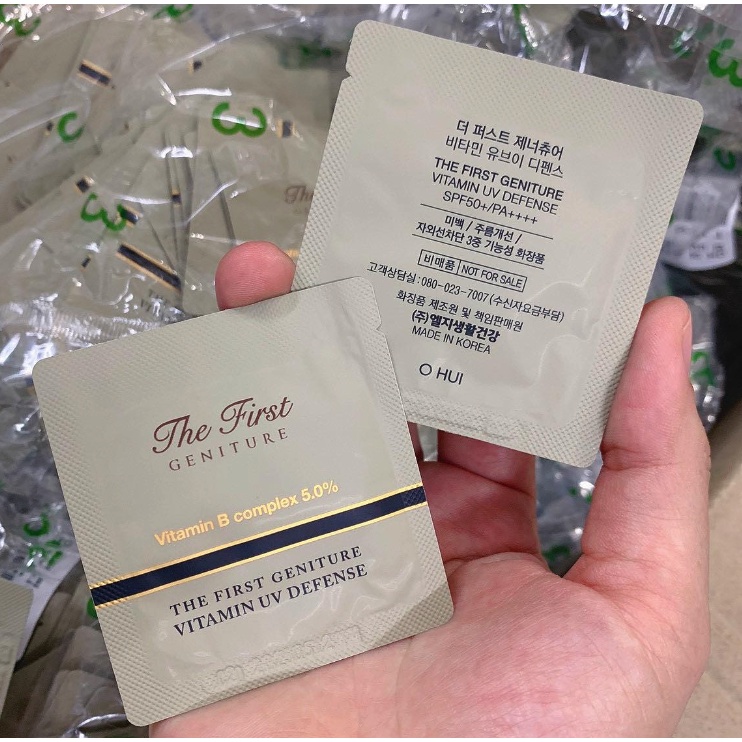 The First
GENITURE
Vitamin B complex 5.0%
THE FIRST GENITURE
VITAMIN UV DEFENSE
더 퍼스트 제너츄어
비타민 유브이 디펜스
THE FIRST GENITURE
VITAMIN UV DEFENSE
SPF50+/PA++++
미백 / 주름개선 /
자외선차단 3중 기능성 화장품
비매품 NOT FOR SALE
고객상담실 : 080-023-7007 (수신자요금부담)
화장품 제조원 및 책임판매원
(주)엘지생활건강
MADE IN KOREA
O HUI
The First
3
3